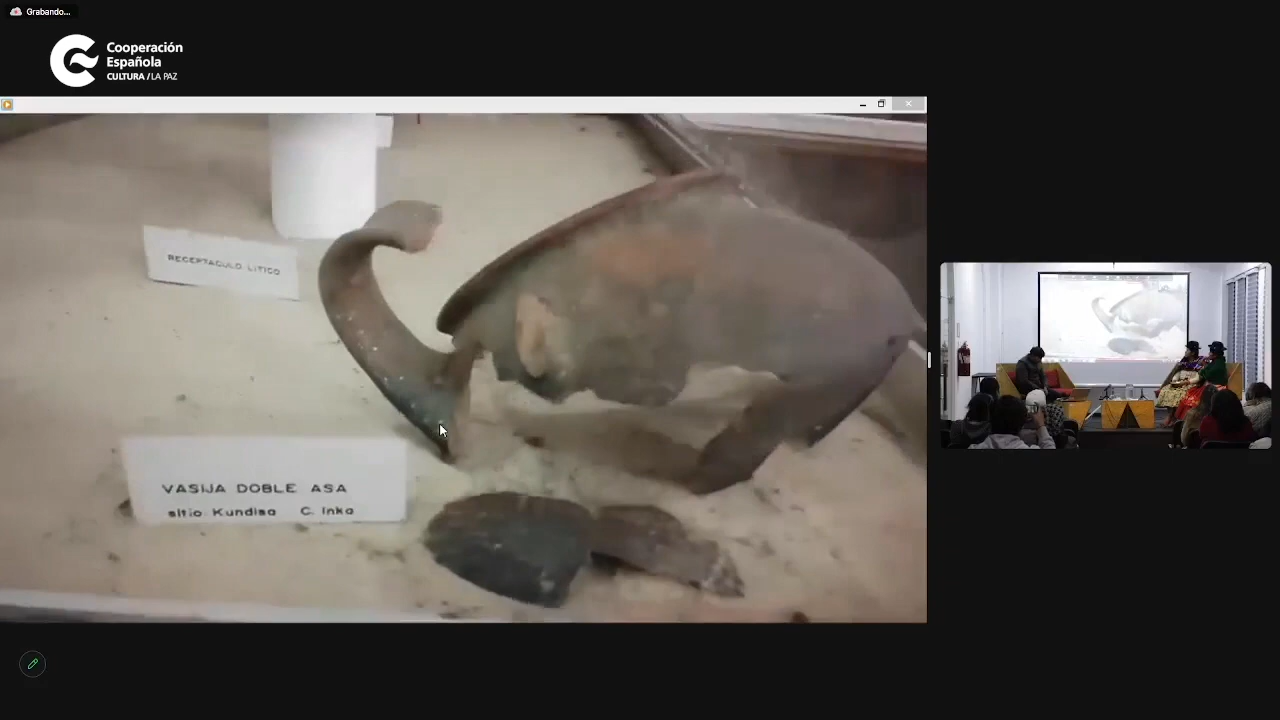 Grabando...
Cooperación
Española
CULTURA / LA PAZ
RECEPTACULO LITICO
VASIJA DOBLE ASA
sitio: Kundisa C. Inka